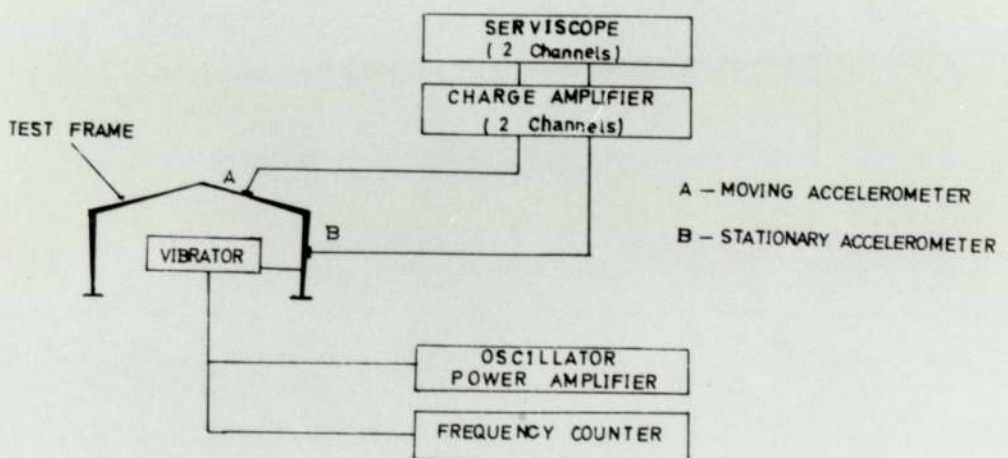 SERVISCOPE
( 2 Channels)
CHARGE AMPLIFIER
( 2 Channels)
TEST FRAME
A
A – MOVING ACCELEROMETER
B
B – STATIONARY ACCELEROMETER
VIBRATOR
OSCILLATOR
POWER AMPLIFIER
FREQUENCY COUNTER